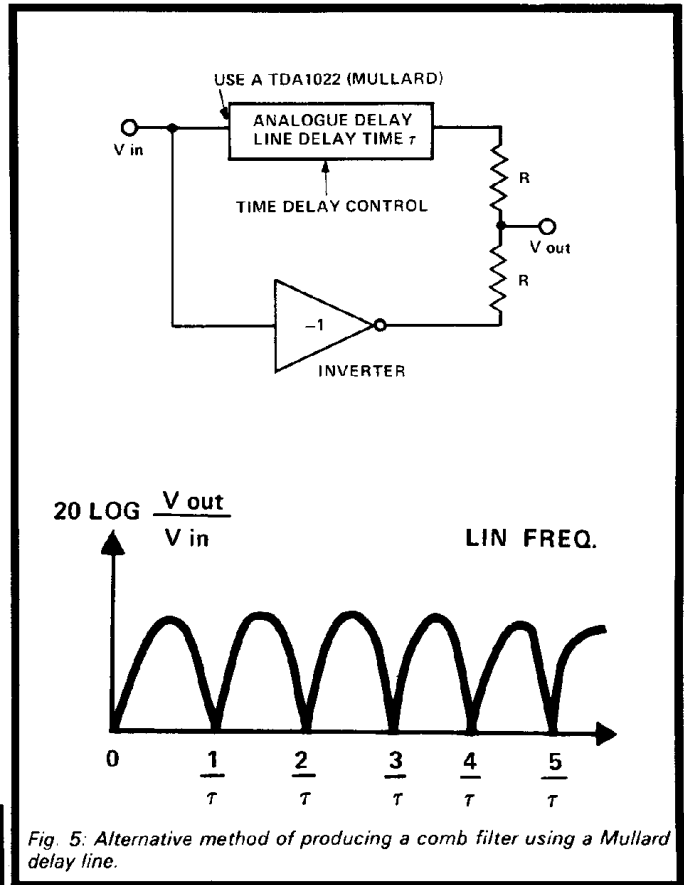 USE A TDA1022 (MULLARD)
ANALOGUE DELAY
LINE DELAY TIME τ
V in
R
TIME DELAY CONTROL
V out
R
–1
INVERTER
20 LOG V out
V in
LIN FREQ.
0 1 2 3 4 5
τ τ τ τ τ
Fig. 5: Alternative method of producing a comb filter using a Mullard
delay line.